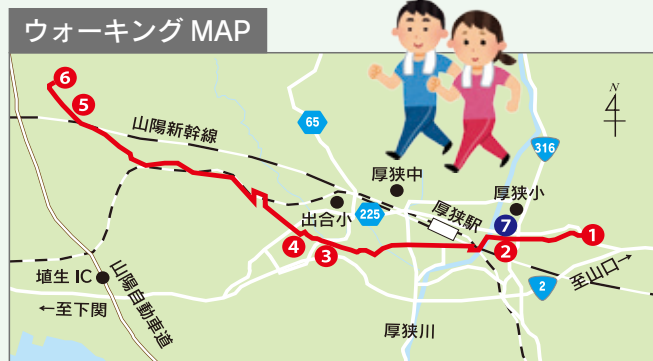 ウォーキング MAP
N
6
5
山陽新幹線
65
316
厚狭中
厚狭小
出合小
225
厚狭駅
7
1
4
3
2
至山口→
埴生 IC
山陽自動車道
2
←至下関
厚狭川